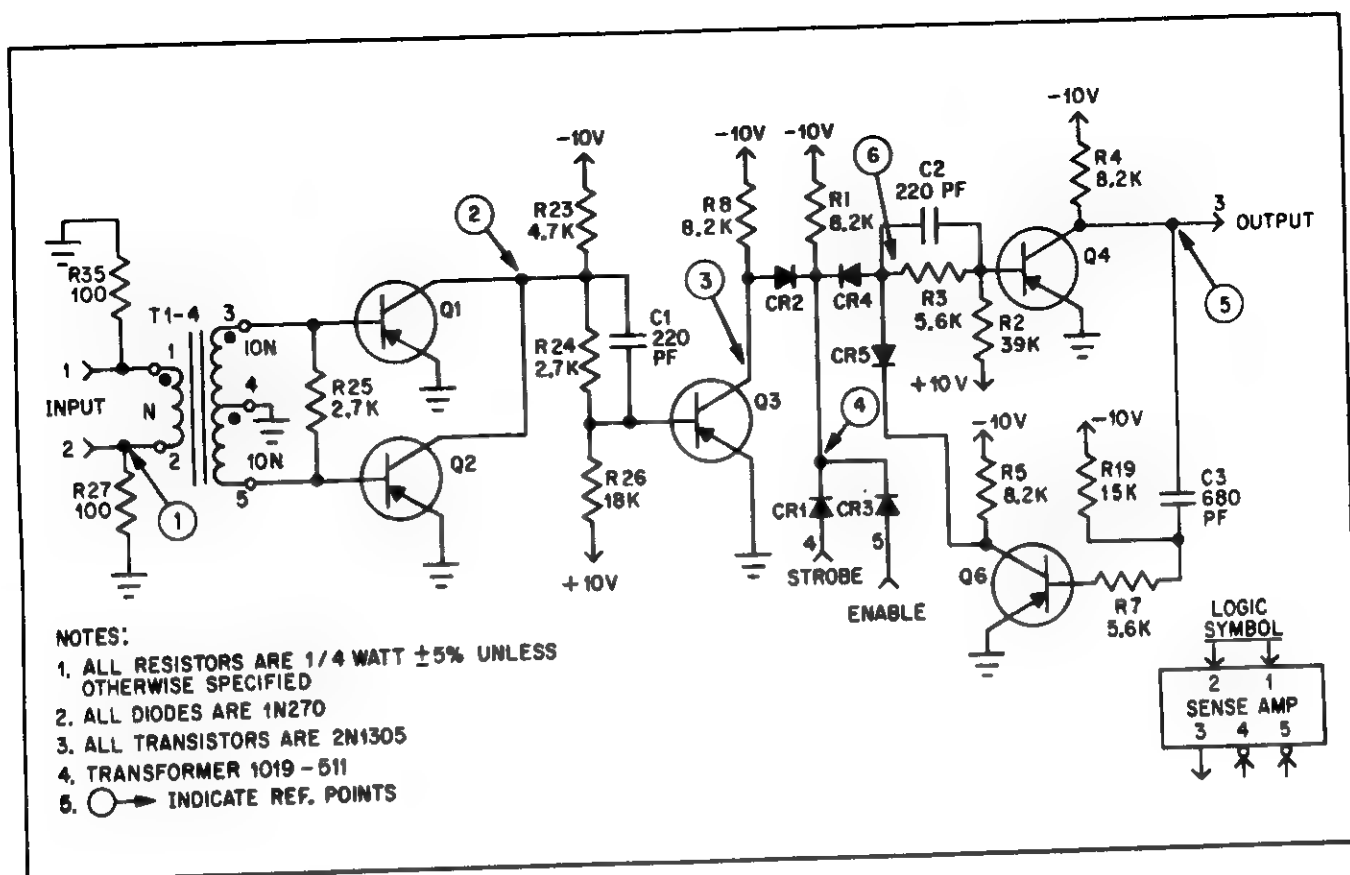 -10V
-10V
-10V
-10V
R4
8.2K
6
C2
220 PF
2
R23
4.7K
R8
8.2K
R1
8.2K
3
OUTPUT
R35
100
Q4
T1-4
3
10N
Q1
3
CR2
CR4
R3
5.6K
5
1
1
C1
220
PF
R24
2.7K
R2
39K
4
INPUT
N
R25
2.7K
CR5
+10V
Q3
4
2
2
10N
Q2
-10V
-10V
R27
100
5
1
R26
18K
R5
8.2K
R19
15K
C3
680
PF
CR1
CR3
4
5
+10V
STROBE
Q6
ENABLE
R7
5.6K
LOGIC
SYMBOL
2 1
SENSE AMP
3 4 5
NOTES:
1. ALL RESISTORS ARE 1/4 WATT ±5% UNLESS
OTHERWISE SPECIFIED
2. ALL DIODES ARE 1N270
3. ALL TRANSISTORS ARE 2N1305
4. TRANSFORMER 1019-511
5. INDICATE REF. POINTS